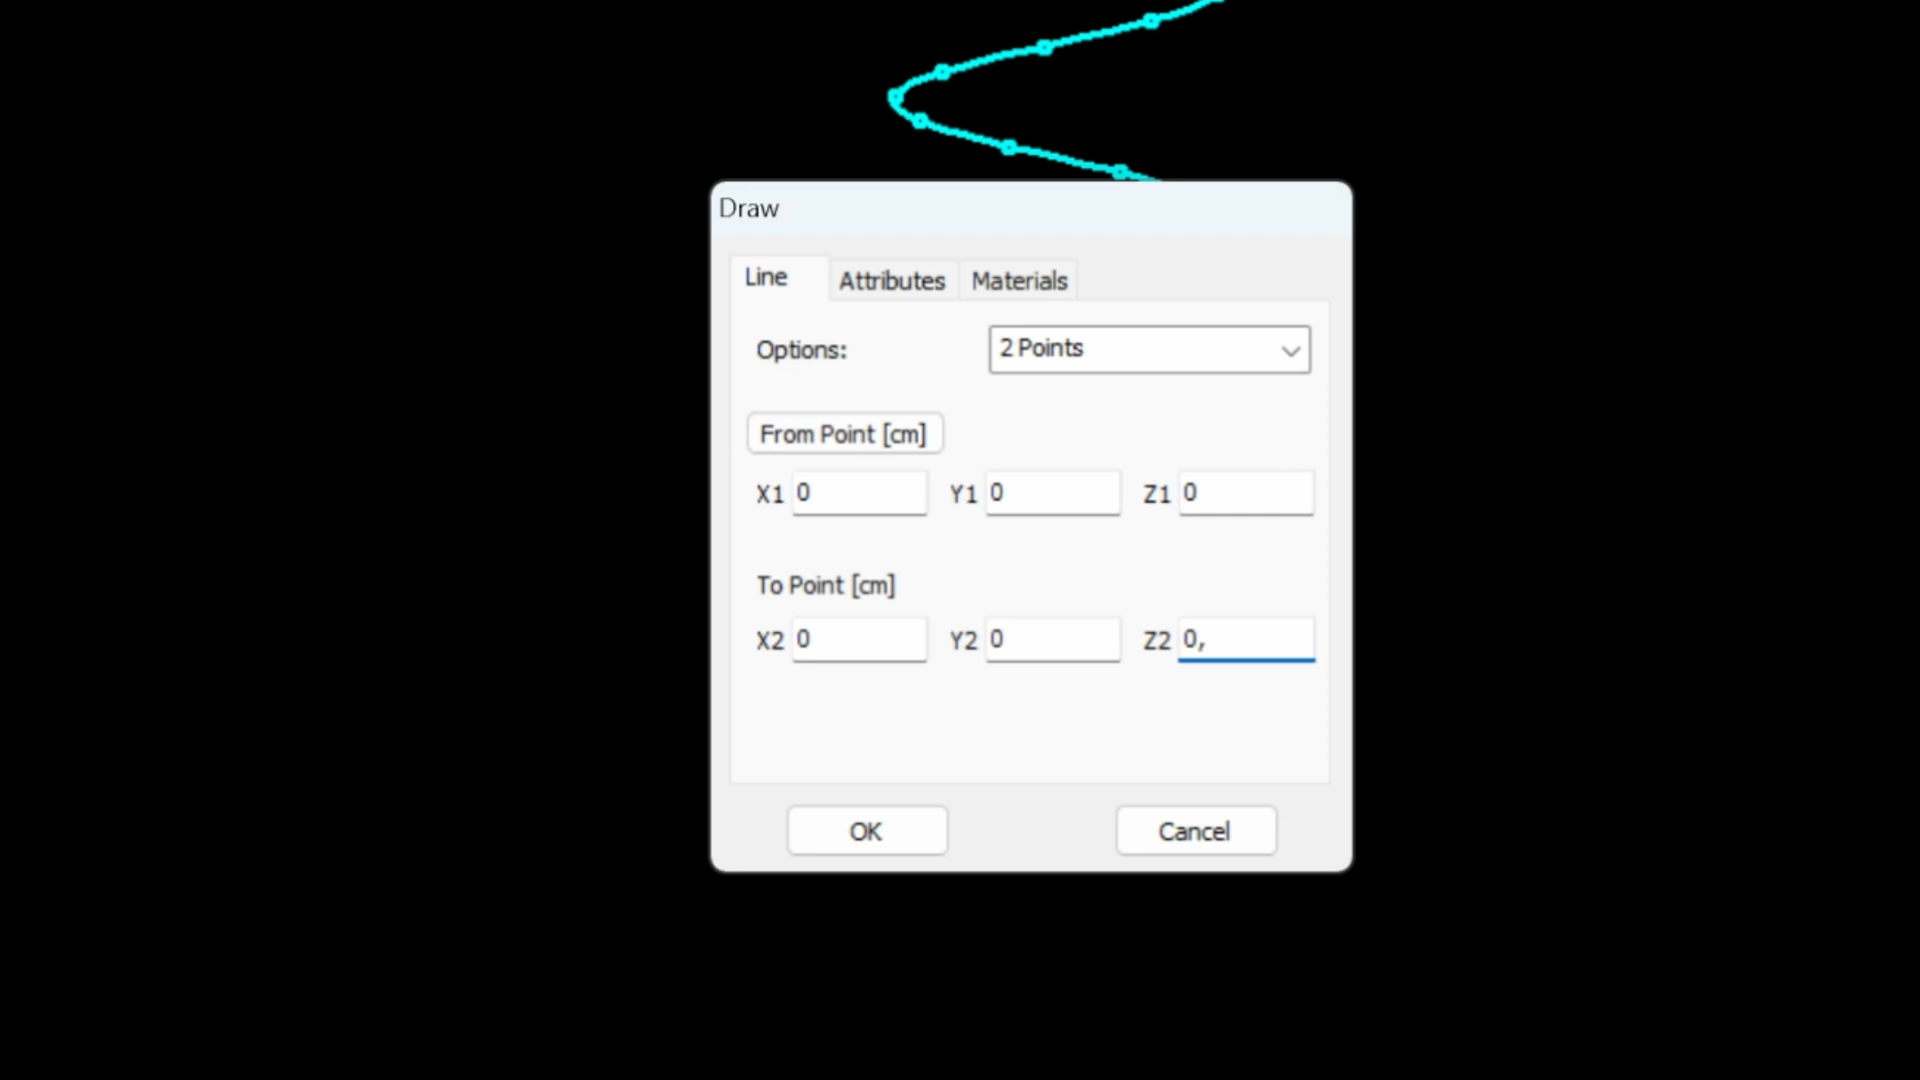 Draw
Line Attributes Materials
Options: 2 Points
From Point [cm]
X1 0 Y1 0 Z1 0
To Point [cm]
X2 0 Y2 0 Z2 0,
OK Cancel